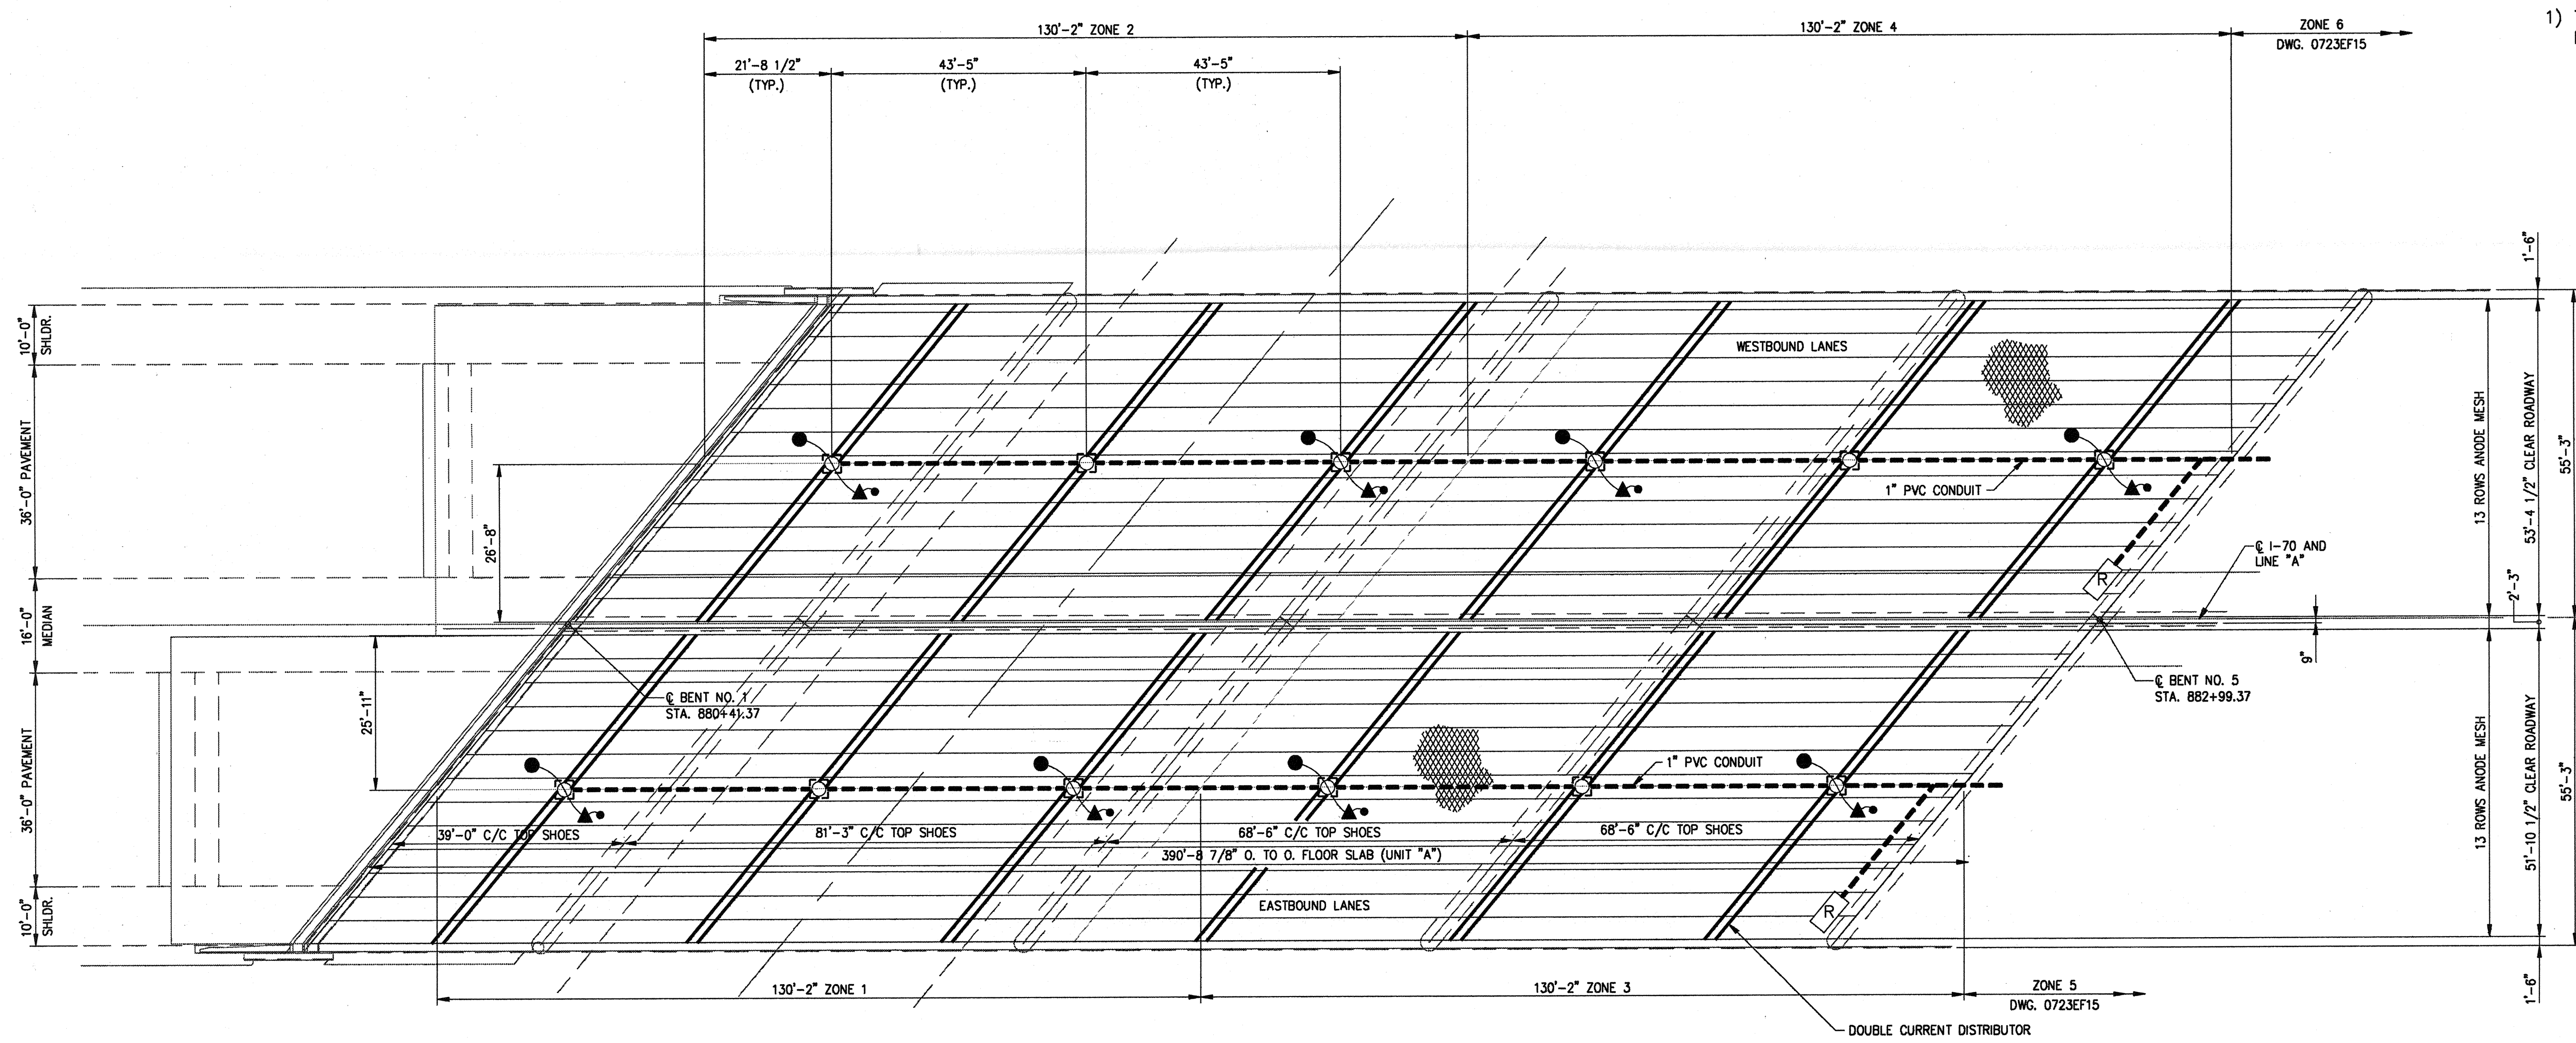 1)
130'-2" ZONE 2
130'-2" ZONE 4
ZONE 6
DWG. 0723EF15
21'-8 1/2"
(TYP.)
43'-5"
(TYP.)
43'-5"
(TYP.)
1'-6"
10'-0"
SHLDR.
WESTBOUND LANES
36'-0" PAVEMENT
13 ROWS ANODE MESH
53'-4 1/2" CLEAR ROADWAY
55'-3"
1" PVC CONDUIT
26'-8"
℄ I-70 AND
LINE "A"
R
2'-3"
16'-0"
MEDIAN
9"
℄ BENT NO. 1
STA. 880+41.37
℄ BENT NO. 5
STA. 882+99.37
25'-11"
36'-0" PAVEMENT
13 ROWS ANODE MESH
51'-10 1/2" CLEAR ROADWAY
55'-3"
1" PVC CONDUIT
39'-0" C/C TOP SHOES
81'-3" C/C TOP SHOES
68'-6" C/C TOP SHOES
68'-6" C/C TOP SHOES
390'-8 7/8" O. TO O. FLOOR SLAB (UNIT "A")
10'-0"
SHLDR.
EASTBOUND LANES
R
130'-2" ZONE 1
130'-2" ZONE 3
ZONE 5
DWG. 0723EF15
1'-6"
DOUBLE CURRENT DISTRIBUTOR